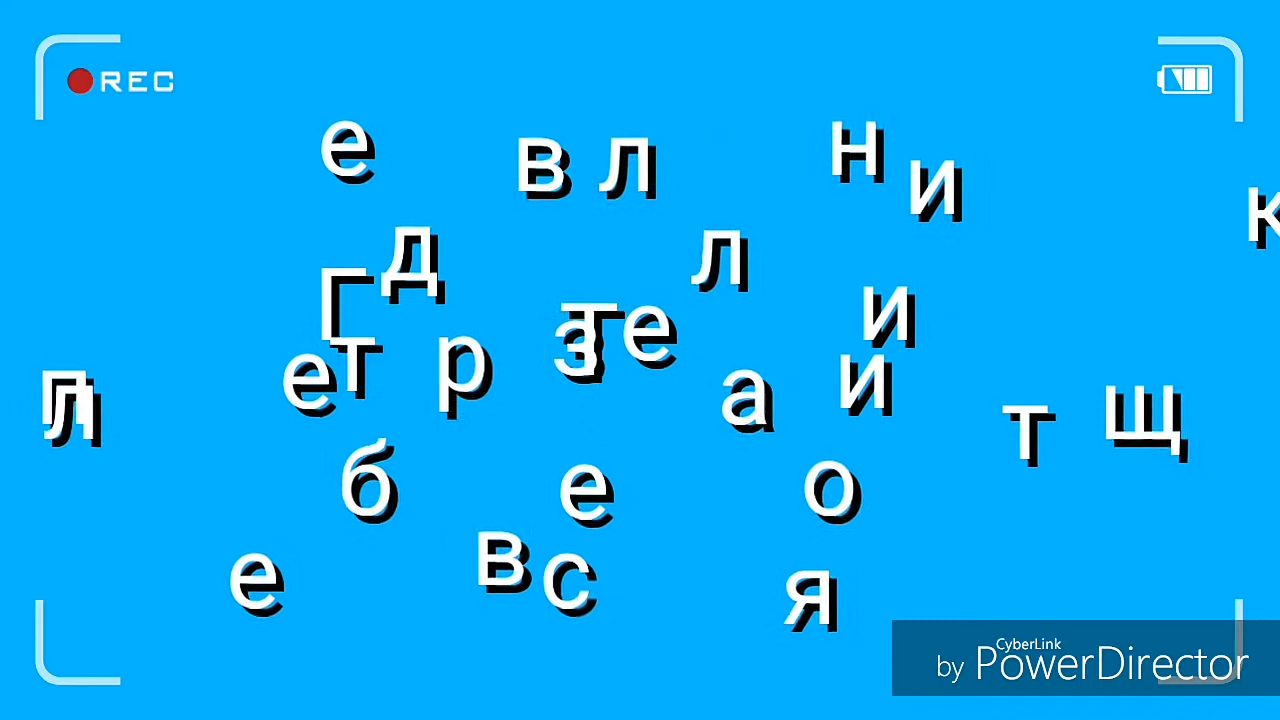 REC
е в л н и к
д л
Г з т е и
е т р а и
п л т щ
б е о
е в с я
CyberLink
by PowerDirector